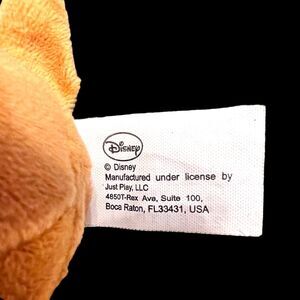 Disney
© Disney
Manufactured under license by
Just Play, LLC
4850T-Rex Ave, Suite 100,
Boca Raton, FL33431, USA